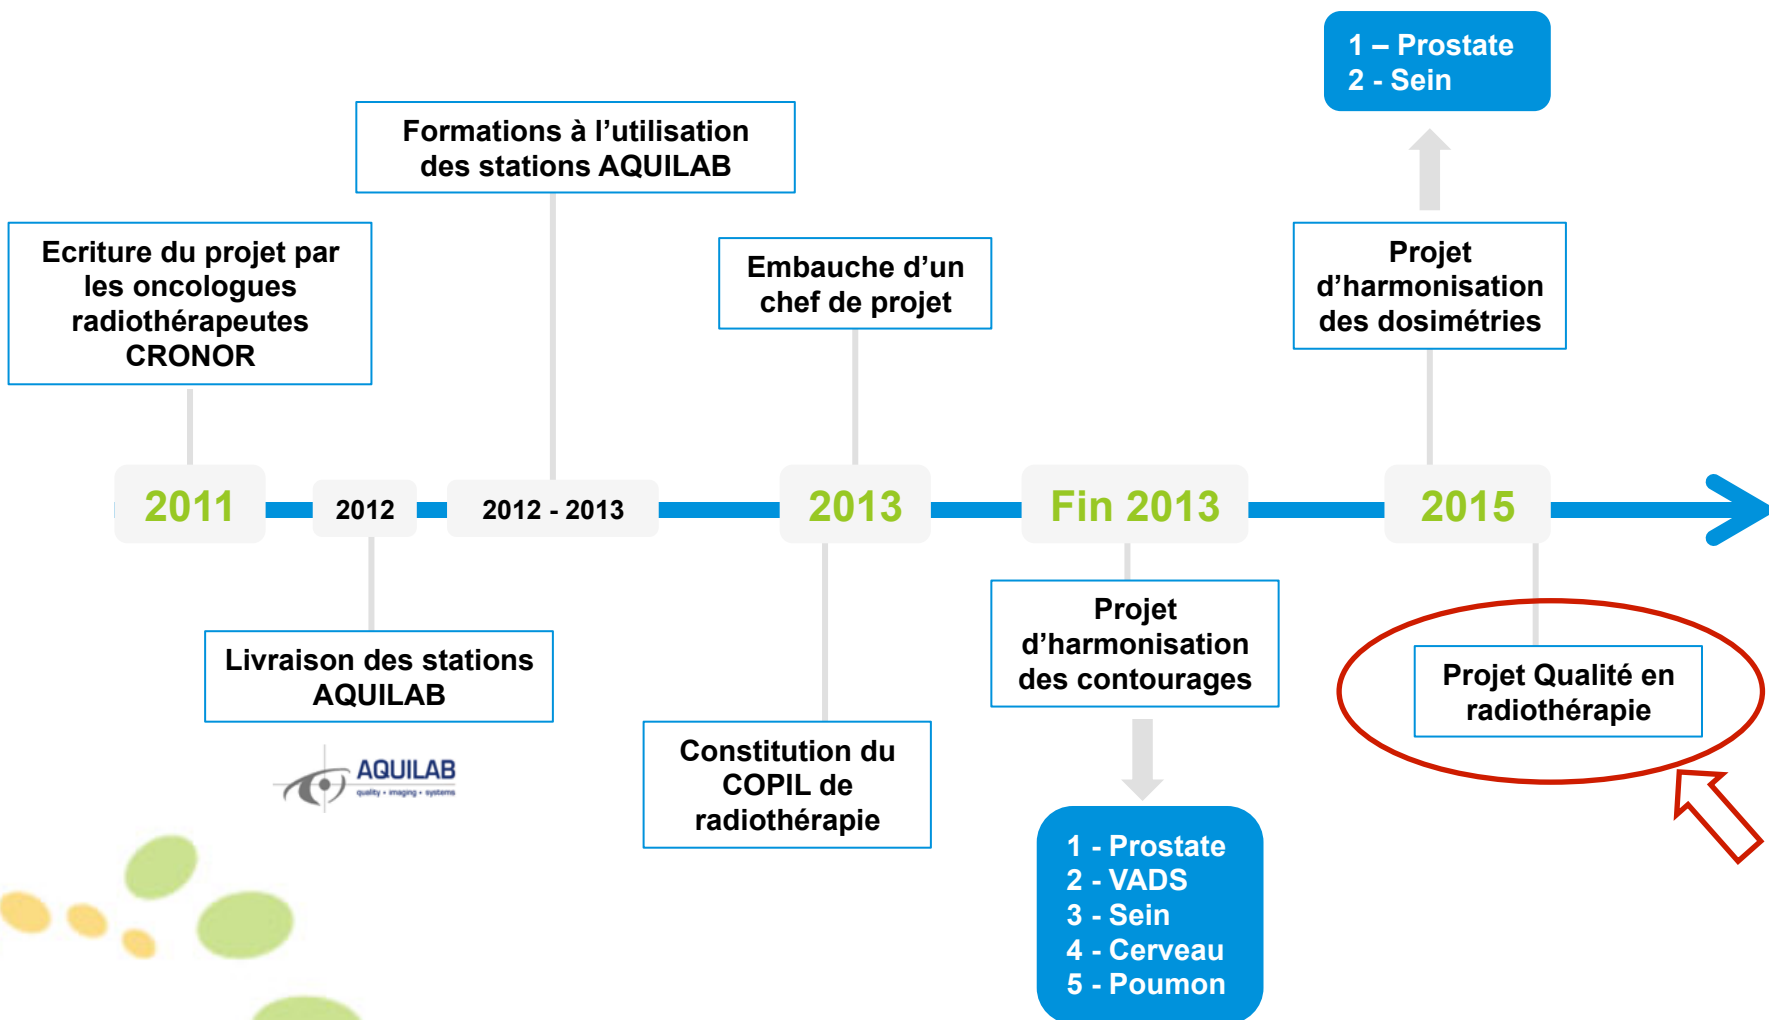 1 – Prostate
2 - Sein
Formations à l’utilisation
des stations AQUILAB
Ecriture du projet par
les oncologues
radiothérapeutes
CRONOR
Embauche d’un
chef de projet
Projet
d’harmonisation
des dosimétries
2011
2012
2012 - 2013
2013
Fin 2013
2015
Livraison des stations
AQUILAB
AQUILAB
quality • imaging • systems
Constitution du
COPIL de
radiothérapie
Projet
d’harmonisation
des contourages
Projet Qualité en
radiothérapie
1 - Prostate
2 - VADS
3 - Sein
4 - Cerveau
5 - Poumon